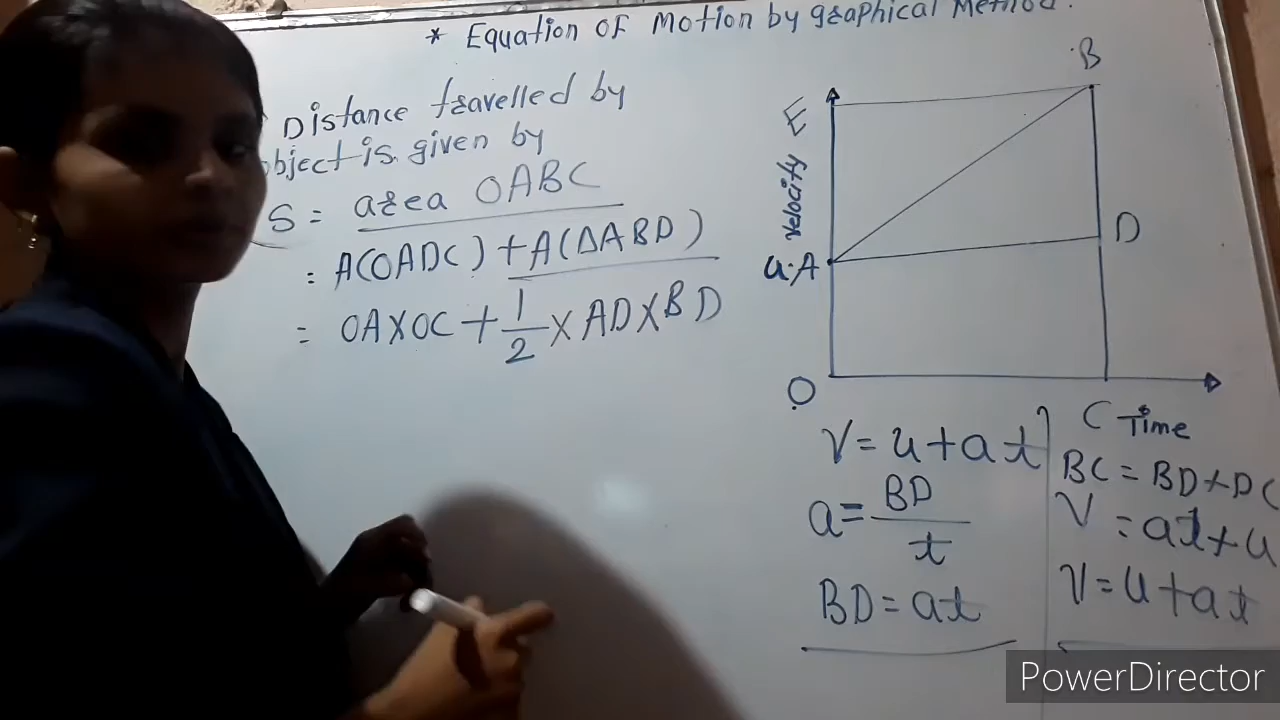 * Equation of Motion by graphical Method.
Distance travelled by
object is given by
S = area OABC
= A(OADC) + A(ΔABD)
= OA X OC + 1/2 X AD X BD
B
E
Velocity
u. A
D
O
C Time
V = u + at
a = BD/t
BD = at
BC = BD + DC
V = at + u
V = u + at
PowerDirector